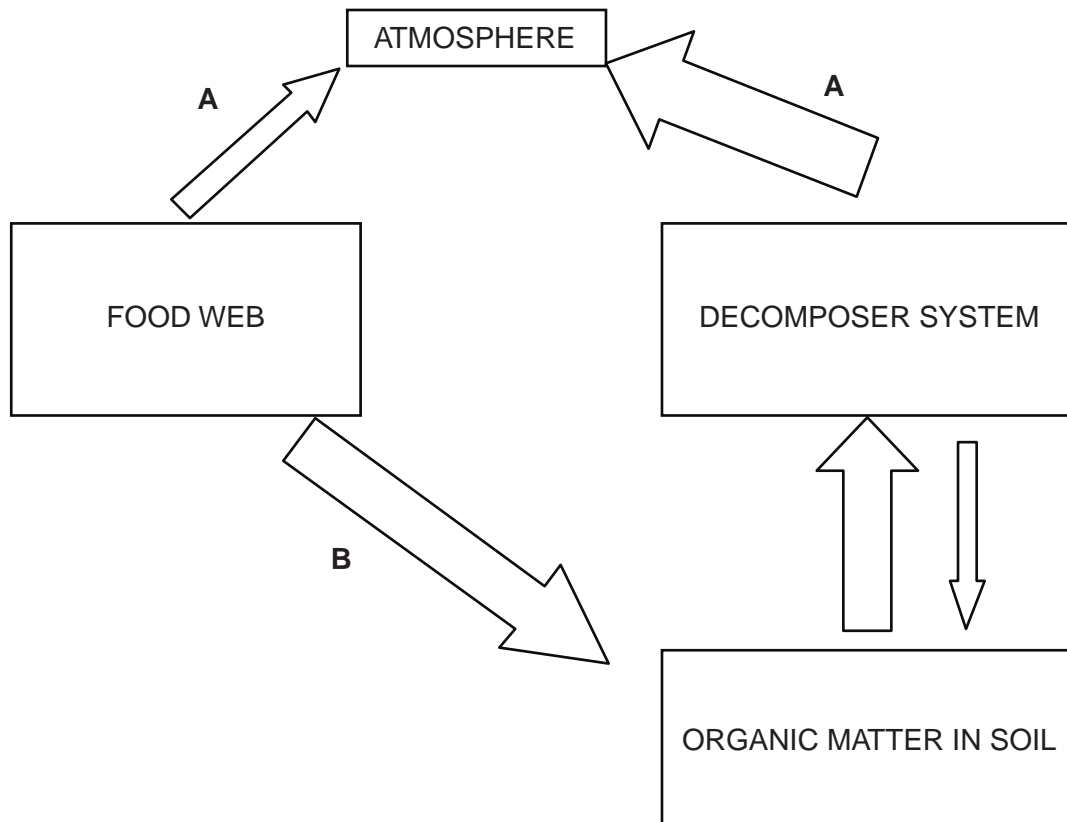 ATMOSPHERE
A
A
FOOD WEB
DECOMPOSER SYSTEM
B
ORGANIC MATTER IN SOIL